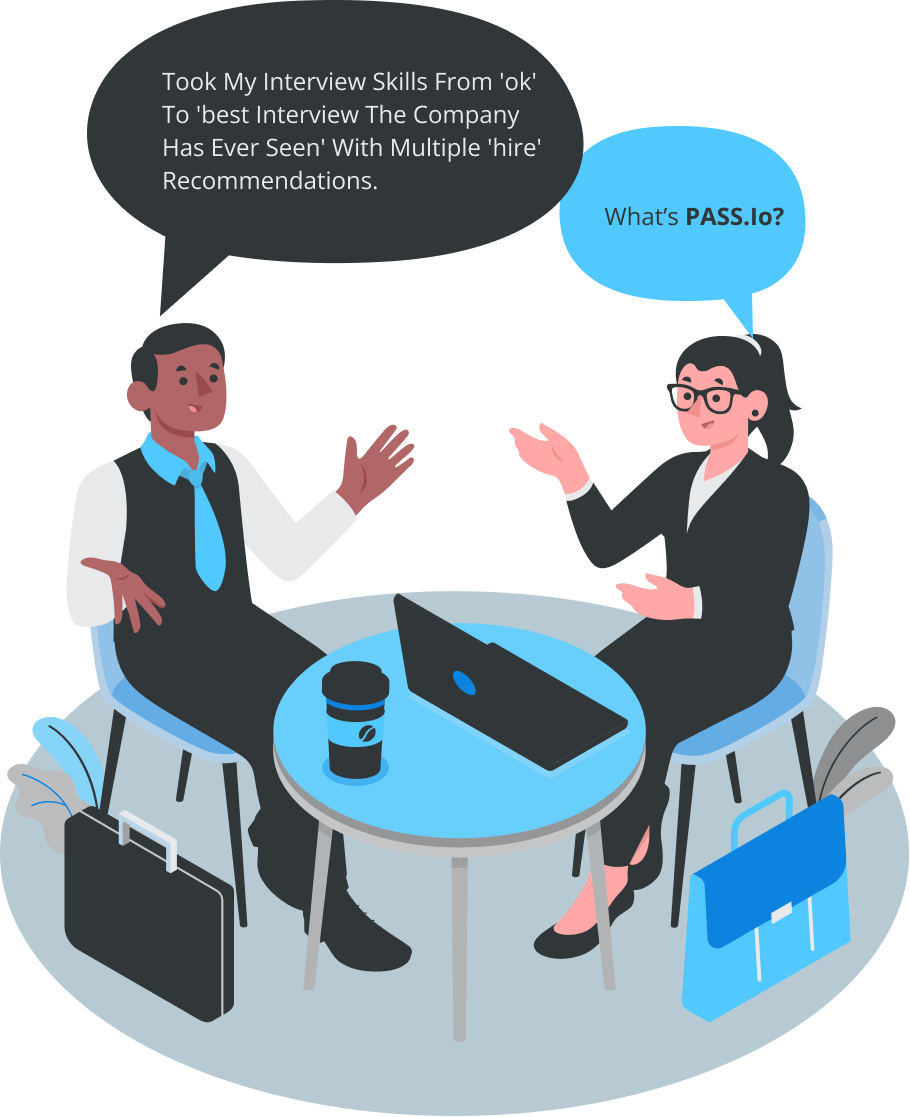 Took My Interview Skills From 'ok'
To 'best Interview The Company
Has Ever Seen' With Multiple 'hire'
Recommendations.
What’s PASS.Io?